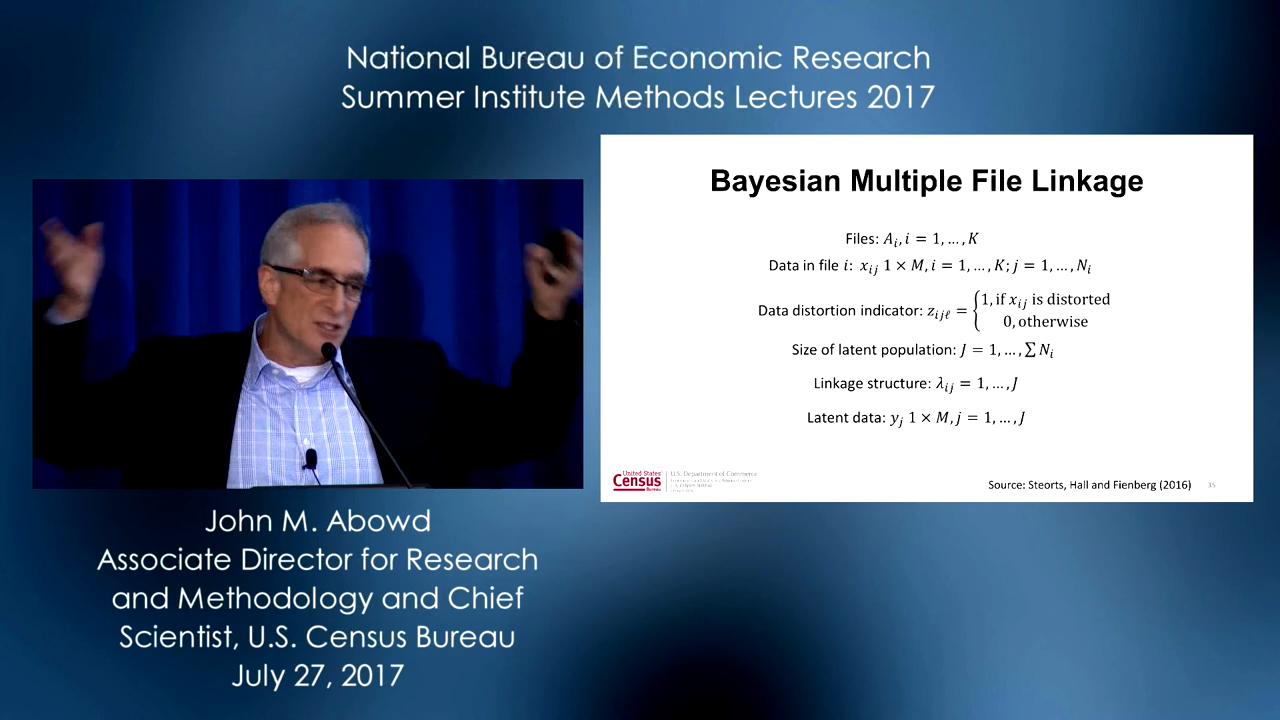 National Bureau of Economic Research
Summer Institute Methods Lectures 2017
Bayesian Multiple File Linkage
Files: A_i, i = 1, …, K
Data in file i: x_ij 1 × M, i = 1, …, K; j = 1, …, N_i
Data distortion indicator: z_ijℓ = { 1, if x_ij is distorted
0, otherwise
Size of latent population: J = 1, …, ∑ N_i
Linkage structure: λ_ij = 1, …, J
Latent data: y_j 1 × M, j = 1, …, J
United States
Census
Bureau
U.S. Department of Commerce
Source: Steorts, Hall and Fienberg (2016)
35
John M. Abowd
Associate Director for Research
and Methodology and Chief
Scientist, U.S. Census Bureau
July 27, 2017